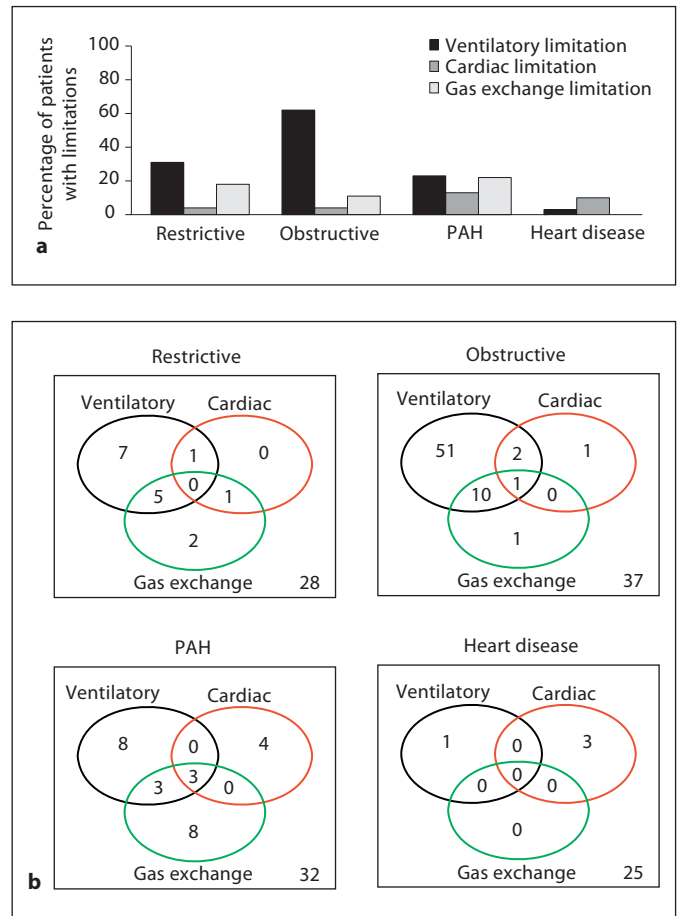 100
80
60
40
20
0
Percentage of patients
with limitations
Ventilatory limitation
Cardiac limitation
Gas exchange limitation
Restrictive Obstructive PAH Heart disease
a
Restrictive
Ventilatory Cardiac
7 1 0
0
5 1
2
Gas exchange 28
Obstructive
Ventilatory Cardiac
51 2 1
1
10 0
1
Gas exchange 37
PAH
Ventilatory Cardiac
8 0 4
3
3 0
8
Gas exchange 32
Heart disease
Ventilatory Cardiac
1 0 3
0
0 0
0
Gas exchange 25
b